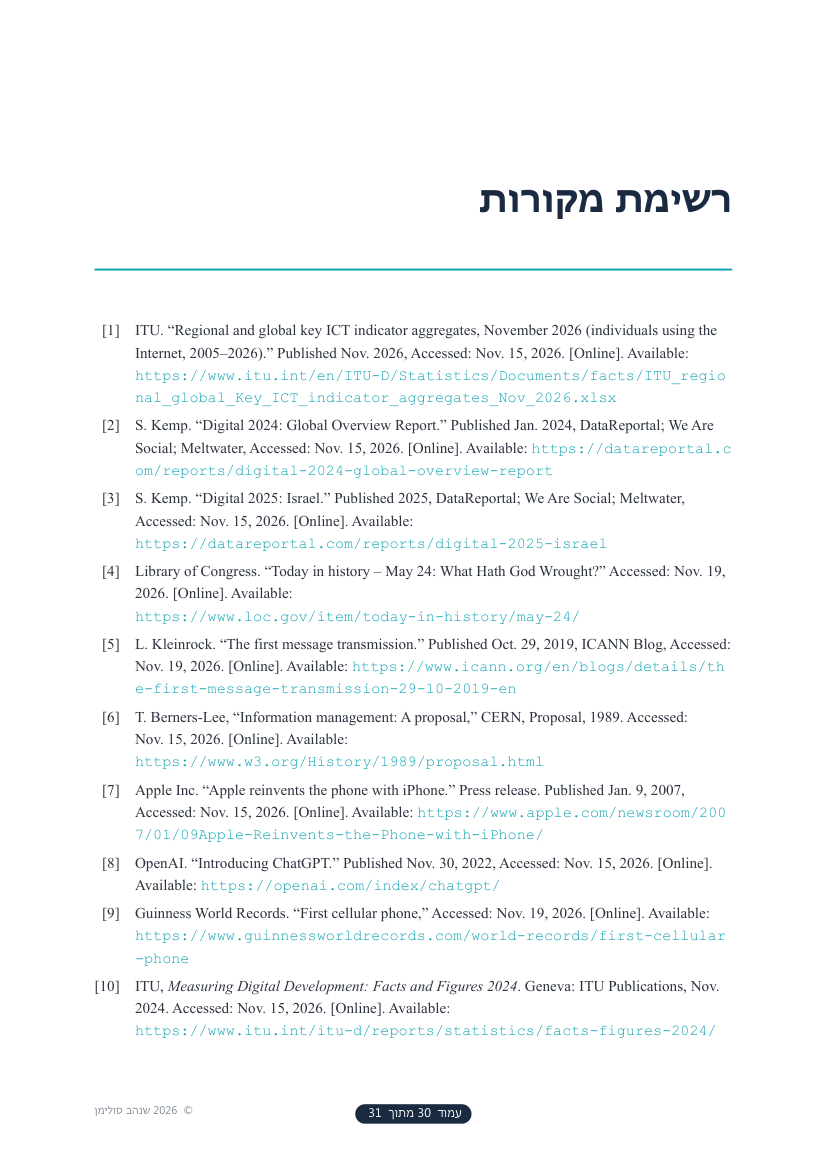 רשימת מקורות
[1] ITU. “Regional and global key ICT indicator aggregates, November 2026 (individuals using the
Internet, 2005–2026).” Published Nov. 2026, Accessed: Nov. 15, 2026. [Online]. Available:
https://www.itu.int/en/ITU-D/Statistics/Documents/facts/ITU_regio
nal_global_Key_ICT_indicator_aggregates_Nov_2026.xlsx
[2] S. Kemp. “Digital 2024: Global Overview Report.” Published Jan. 2024, DataReportal; We Are
Social; Meltwater, Accessed: Nov. 15, 2026. [Online]. Available: https://datareportal.c
om/reports/digital-2024-global-overview-report
[3] S. Kemp. “Digital 2025: Israel.” Published 2025, DataReportal; We Are Social; Meltwater,
Accessed: Nov. 15, 2026. [Online]. Available:
https://datareportal.com/reports/digital-2025-israel
[4] Library of Congress. “Today in history – May 24: What Hath God Wrought?” Accessed: Nov. 19,
2026. [Online]. Available:
https://www.loc.gov/item/today-in-history/may-24/
[5] L. Kleinrock. “The first message transmission.” Published Oct. 29, 2019, ICANN Blog, Accessed:
Nov. 19, 2026. [Online]. Available: https://www.icann.org/en/blogs/details/th
e-first-message-transmission-29-10-2019-en
[6] T. Berners-Lee, “Information management: A proposal,” CERN, Proposal, 1989. Accessed:
Nov. 15, 2026. [Online]. Available:
https://www.w3.org/History/1989/proposal.html
[7] Apple Inc. “Apple reinvents the phone with iPhone.” Press release. Published Jan. 9, 2007,
Accessed: Nov. 15, 2026. [Online]. Available: https://www.apple.com/newsroom/200
7/01/09Apple-Reinvents-the-Phone-with-iPhone/
[8] OpenAI. “Introducing ChatGPT.” Published Nov. 30, 2022, Accessed: Nov. 15, 2026. [Online].
Available: https://openai.com/index/chatgpt/
[9] Guinness World Records. “First cellular phone,” Accessed: Nov. 19, 2026. [Online]. Available:
https://www.guinnessworldrecords.com/world-records/first-cellular
-phone
[10] ITU, Measuring Digital Development: Facts and Figures 2024. Geneva: ITU Publications, Nov.
2024. Accessed: Nov. 15, 2026. [Online]. Available:
https://www.itu.int/itu-d/reports/statistics/facts-figures-2024/
עמוד 30 מתוך 31
© 2026 שנהב סולימן